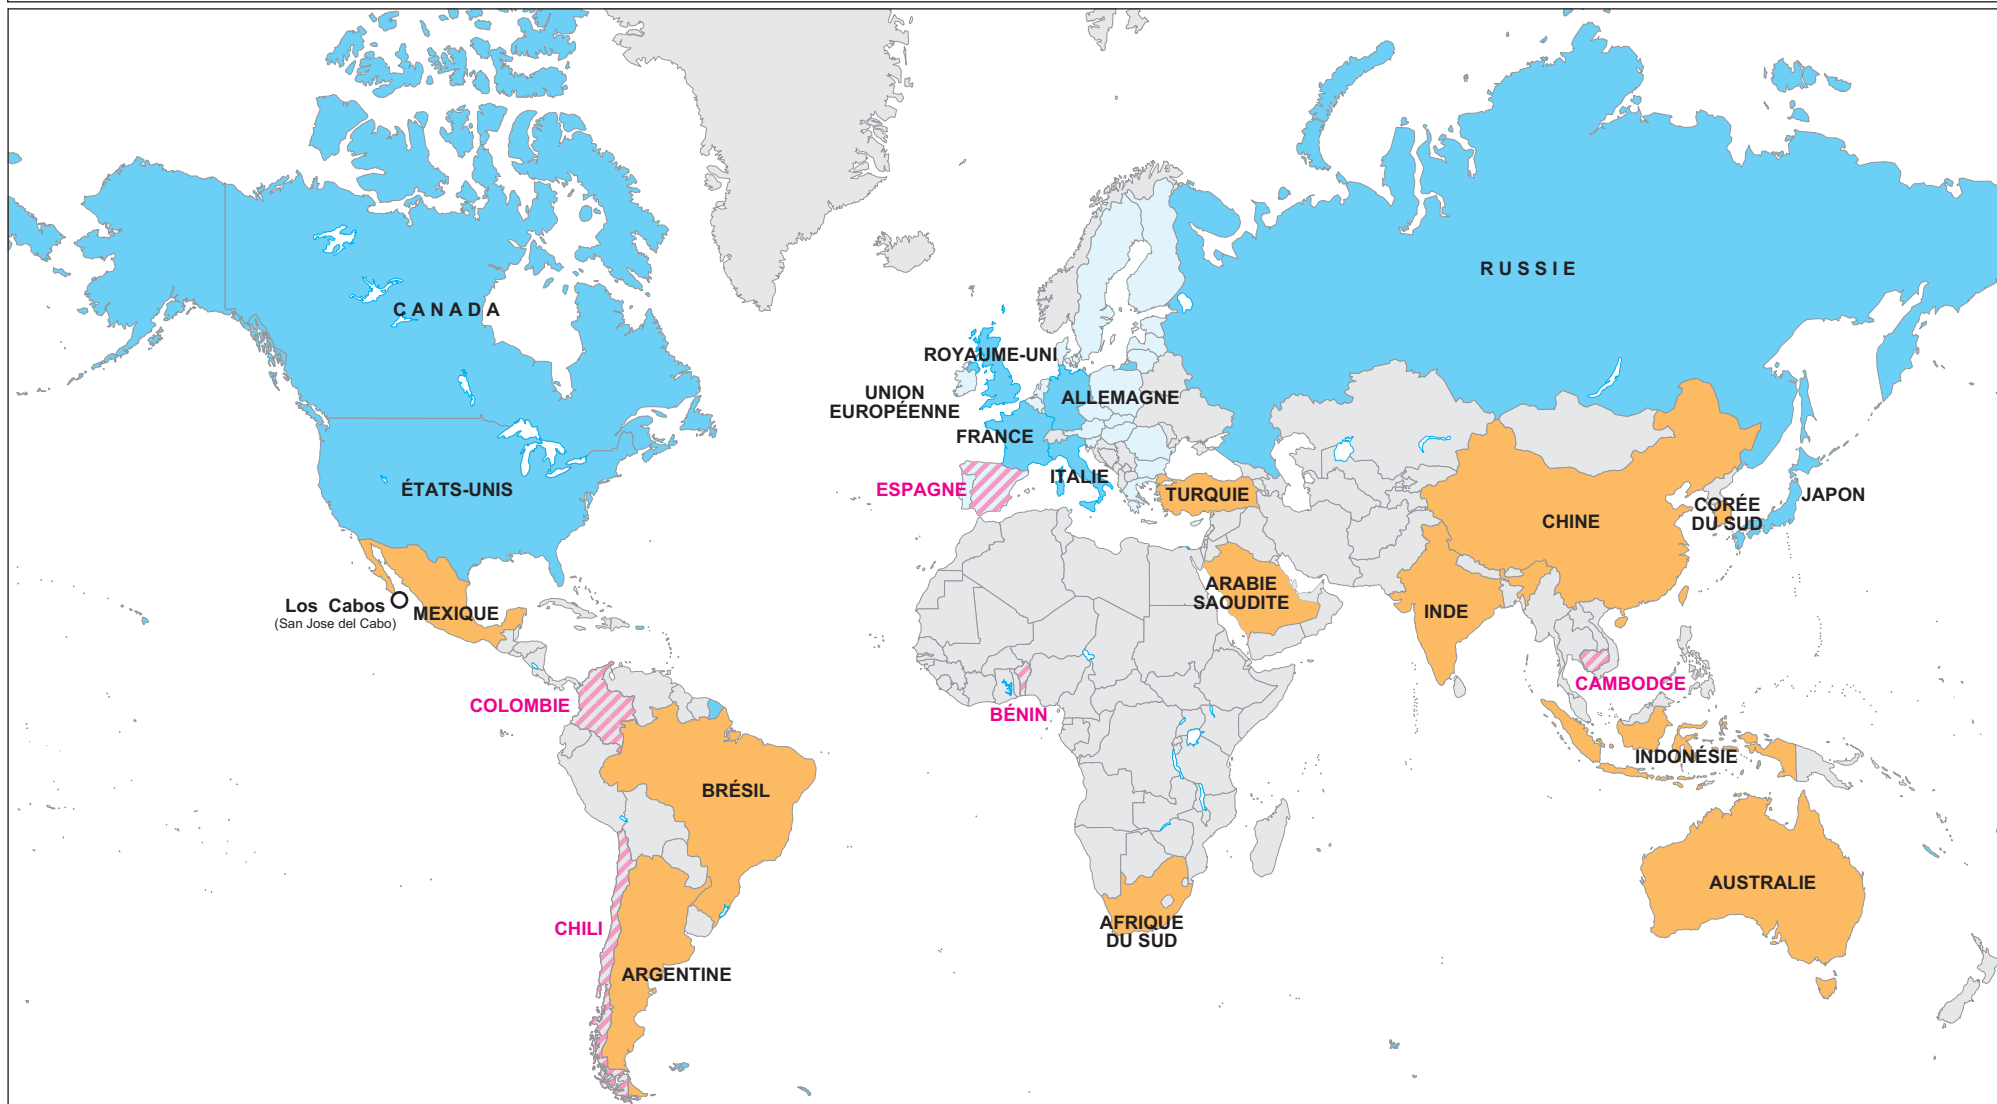 CANADA
RUSSIE
ROYAUME-UNI
UNION
EUROPÉENNE
ALLEMAGNE
FRANCE
ITALIE
ESPAGNE
TURQUIE
ÉTATS-UNIS
CHINE
CORÉE
DU SUD
JAPON
Los Cabos
(San Jose del Cabo)
MEXIQUE
ARABIE
SAOUDITE
INDE
COLOMBIE
BÉNIN
CAMBODGE
BRÉSIL
INDONÉSIE
AUSTRALIE
CHILI
AFRIQUE
DU SUD
ARGENTINE